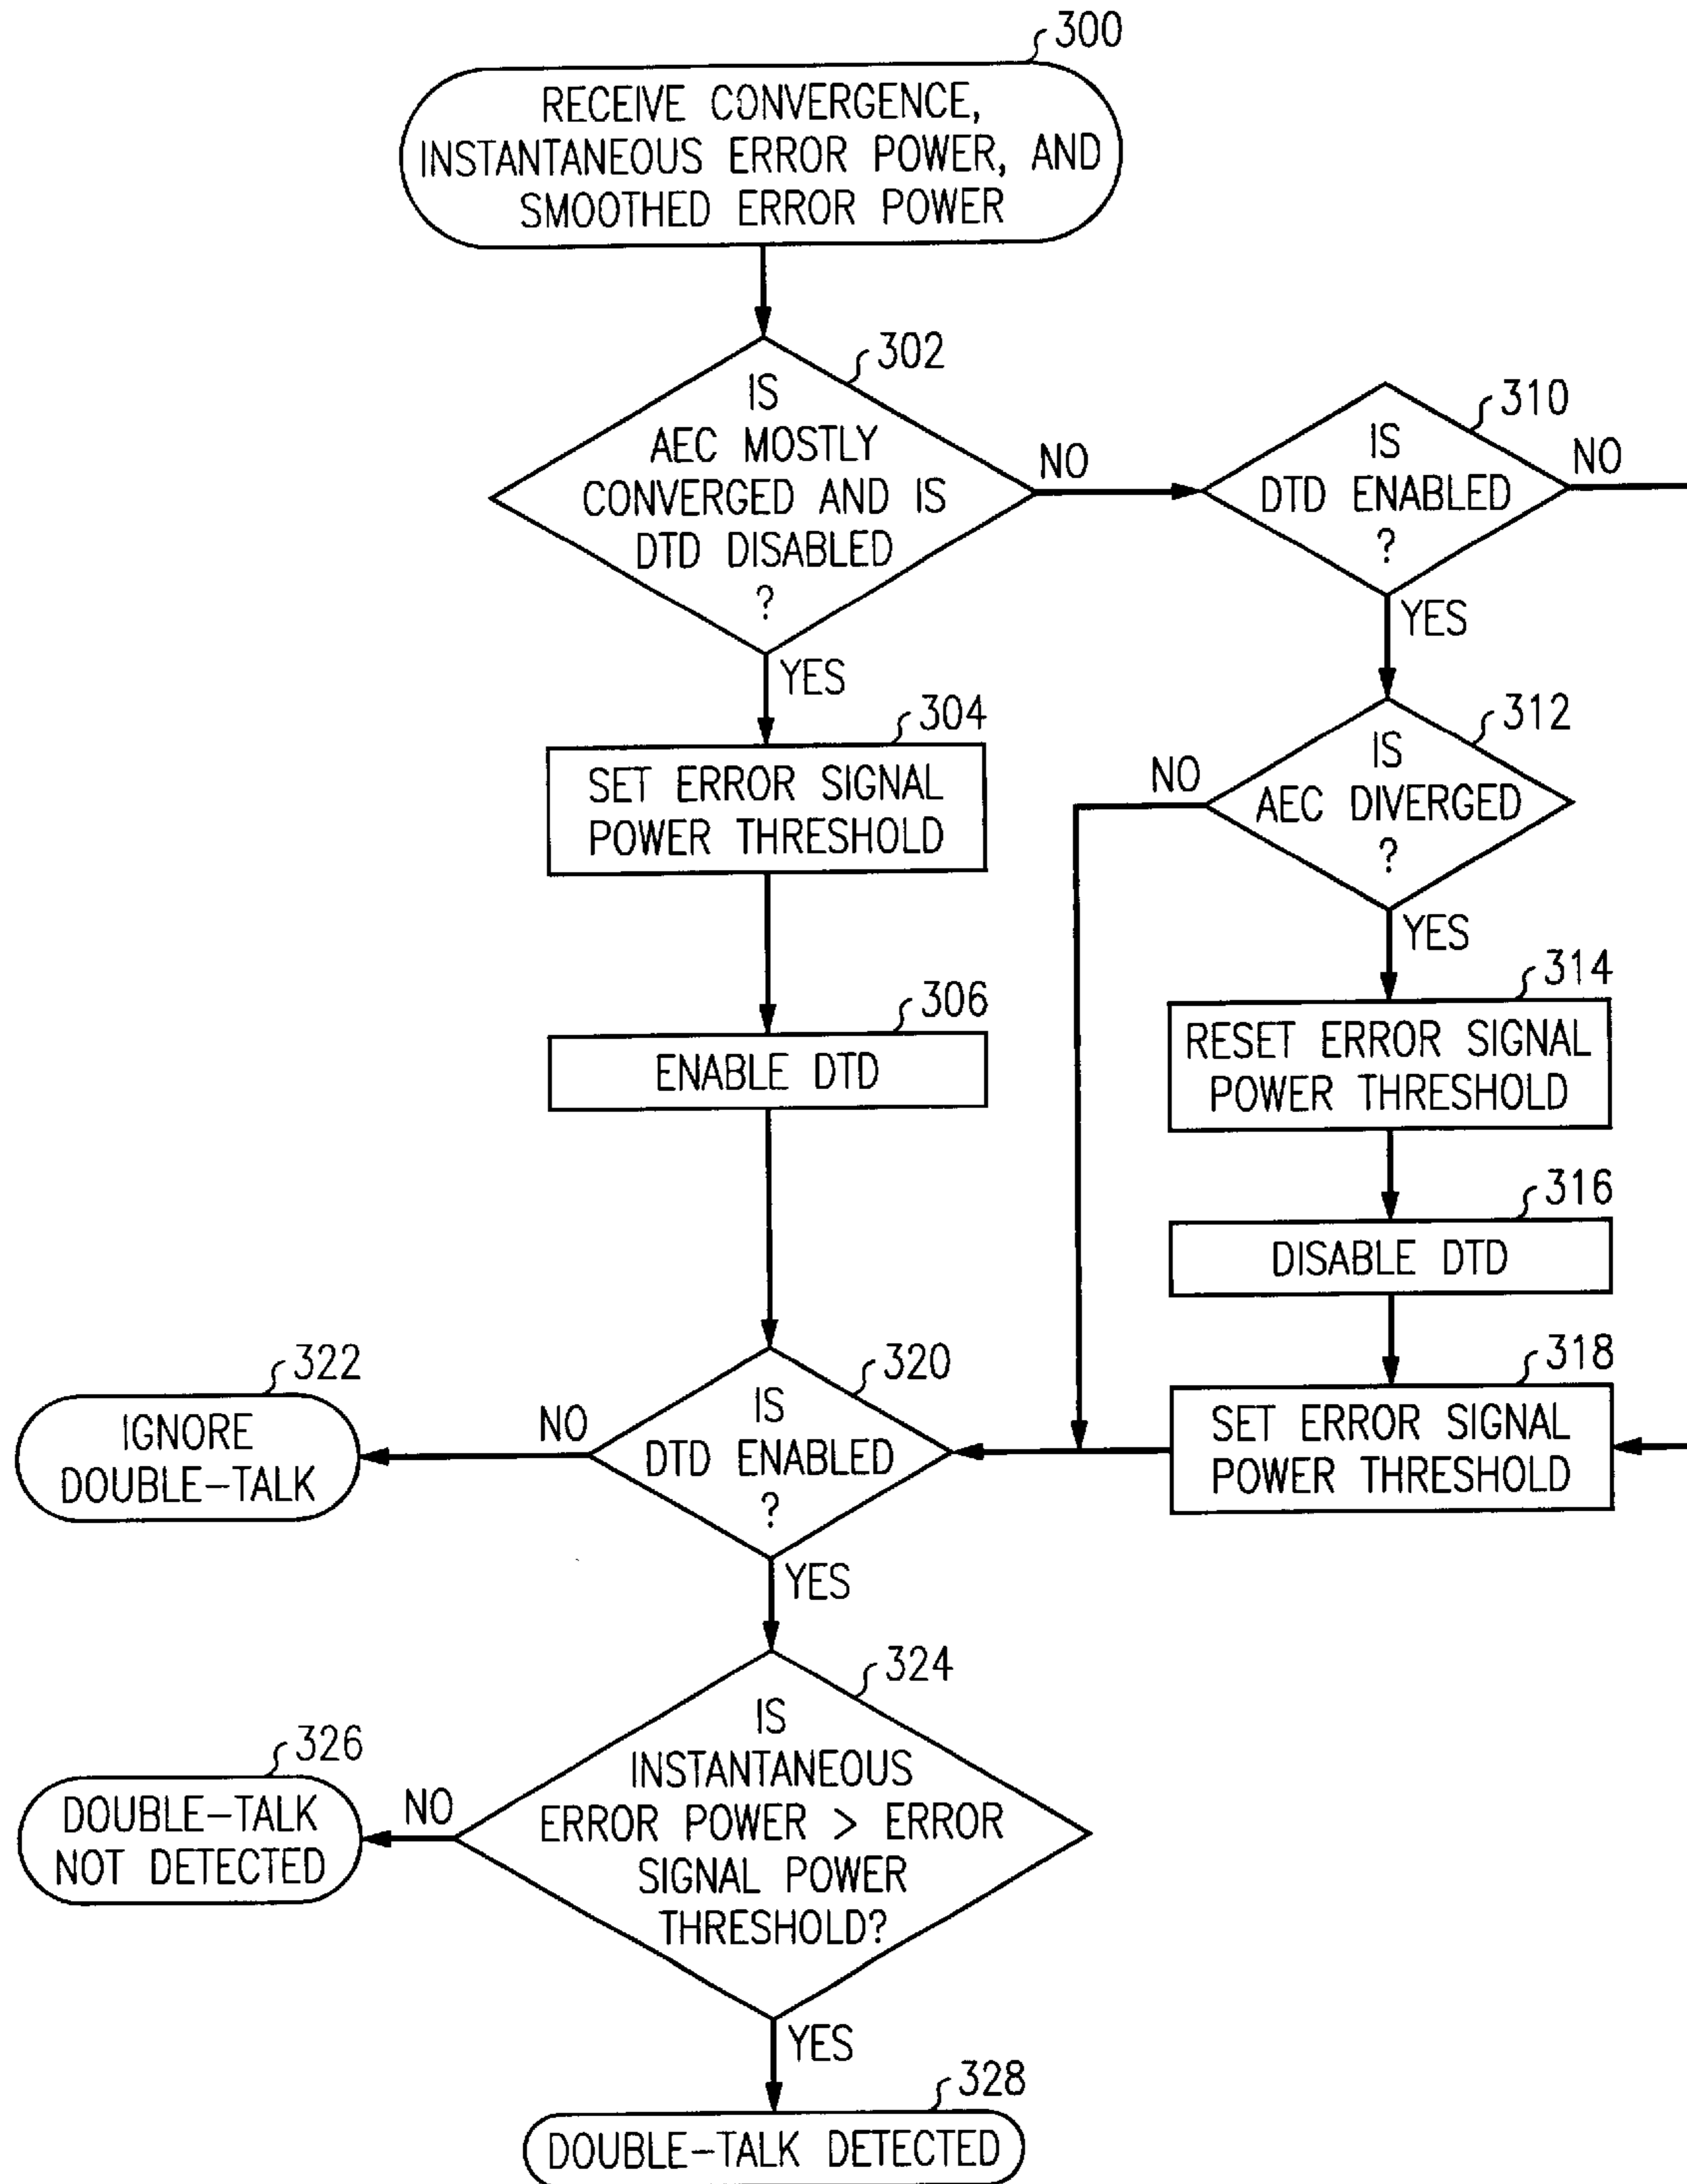 300
RECEIVE CONVERGENCE,
INSTANTANEOUS ERROR POWER, AND
SMOOTHED ERROR POWER
302
IS
AEC MOSTLY
CONVERGED AND IS
DTD DISABLED
?
NO
YES
310
IS
DTD ENABLED
?
NO
YES
304
SET ERROR SIGNAL
POWER THRESHOLD
312
IS
AEC DIVERGED
?
NO
YES
306
ENABLE DTD
314
RESET ERROR SIGNAL
POWER THRESHOLD
316
DISABLE DTD
318
SET ERROR SIGNAL
POWER THRESHOLD
320
IS
DTD ENABLED
?
NO
YES
322
IGNORE
DOUBLE-TALK
324
IS
INSTANTANEOUS
ERROR POWER > ERROR
SIGNAL POWER
THRESHOLD?
NO
YES
326
DOUBLE-TALK
NOT DETECTED
328
DOUBLE-TALK DETECTED